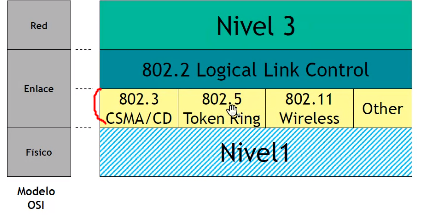 Red
Nivel 3
Enlace
802.2 Logical Link Control
802.3
CSMA/CD
802.5
Token Ring
802.11
Wireless
Other
Físico
Nivel1
Modelo
OSI